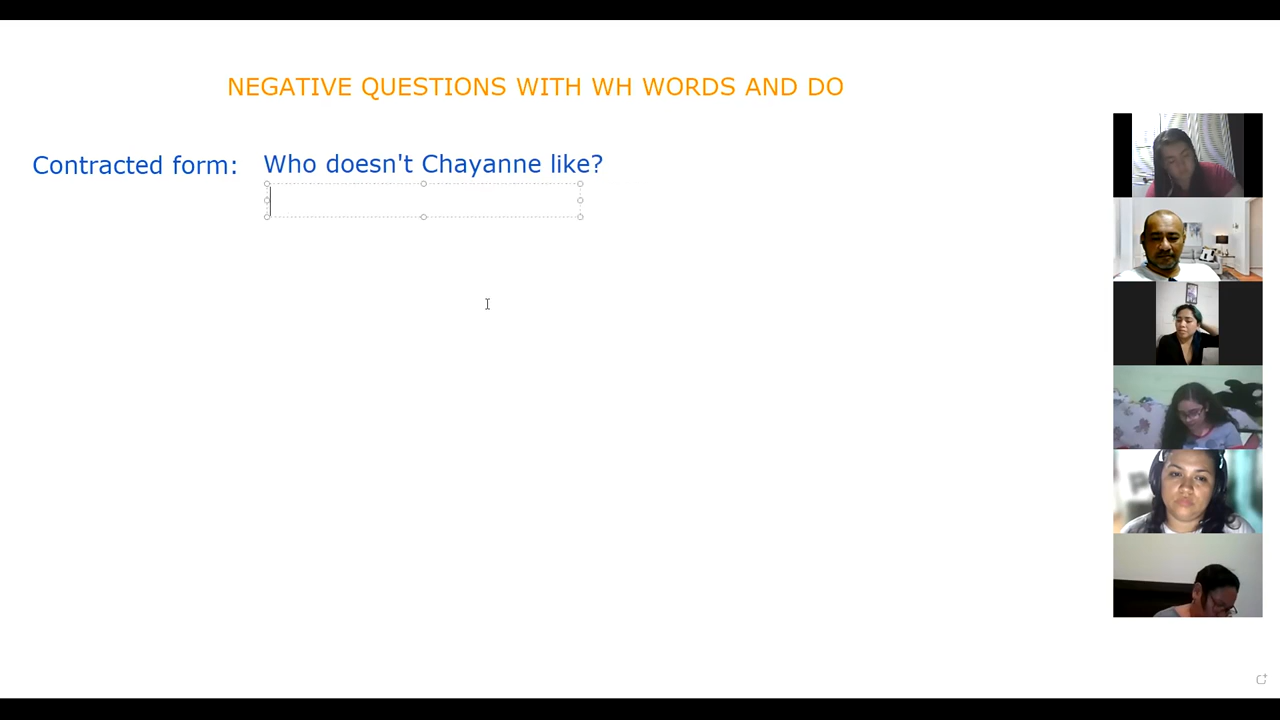 NEGATIVE QUESTIONS WITH WH WORDS AND DO
Contracted form: Who doesn't Chayanne like?